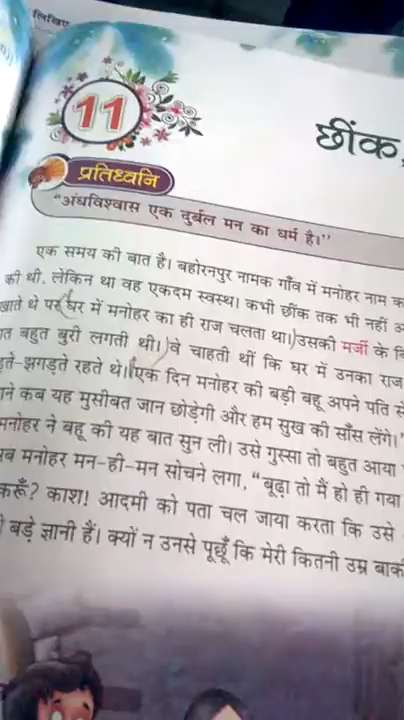 लिखिए
11
छींक
प्रतिध्वनि
"अंधविश्वास एक दुर्बल मन का धर्म है।"
एक समय की बात है। बहोरनपुर नामक गाँव में मनोहर नाम
की थी, लेकिन था वह एकदम स्वस्थ। कभी छींक तक भी नहीं
खाते थे पर घर में मनोहर का ही राज चलता था। उसकी मर्जी के
बहुत बुरी लगती थी। वे चाहती थीं कि घर में उनका राज
-झगड़ते रहते थे। एक दिन मनोहर की बड़ी बहू अपने पति
कब यह मुसीबत जान छोड़ेगी और हम सुख की साँस लेंगे।
मनोहर ने बहू की यह बात सुन ली। उसे गुस्सा तो बहुत आया
मनोहर मन-ही-मन सोचने लगा, "बूढ़ा तो मैं हो ही गया
करूँ? काश! आदमी को पता चल जाया करता कि उसे
बड़े ज्ञानी हैं। क्यों न उनसे पूछूँ कि मेरी कितनी उम्र